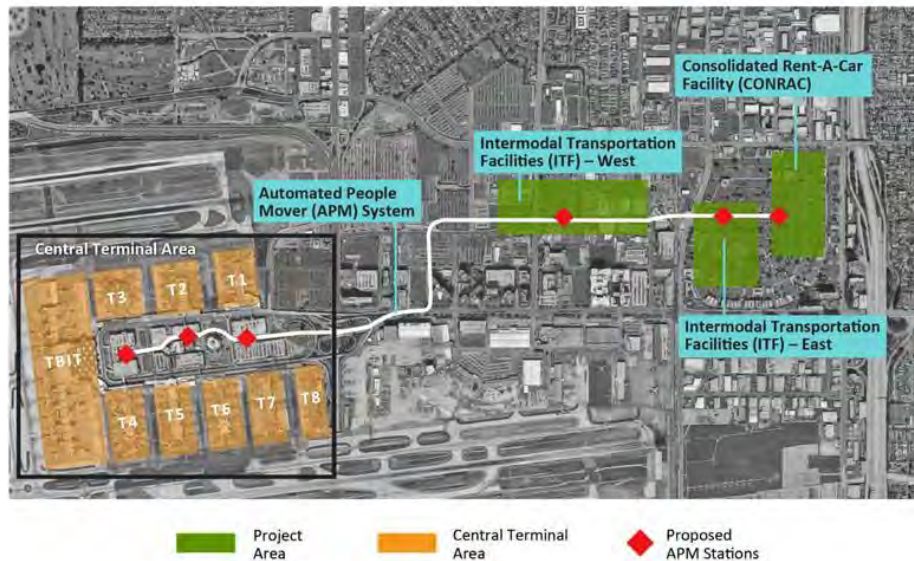 Consolidated Rent-A-Car
Facility (CONRAC)
Intermodal Transportation
Facilities (ITF) – West
Automated People
Mover (APM) System
Central Terminal Area
T3
T2
T1
TBIT
T4
T5
T6
T7
T8
Intermodal Transportation
Facilities (ITF) – East
Project
Area
Central Terminal
Area
Proposed
APM Stations